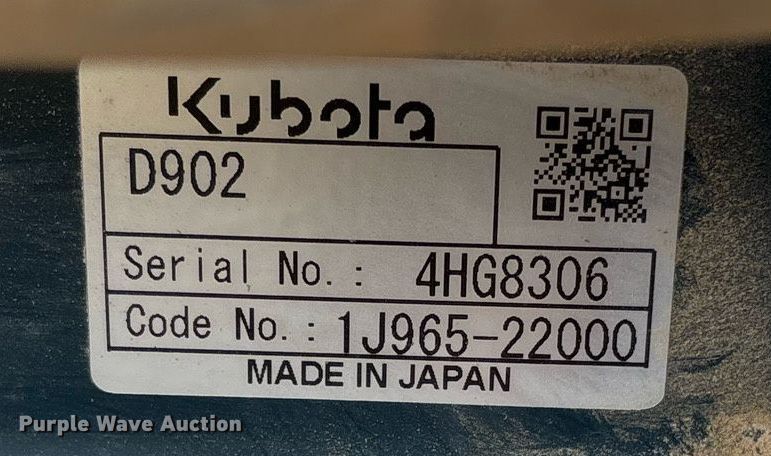 Kubota
D902
Serial No.: 4HG8306
Code No.: 1J965-22000
MADE IN JAPAN
Purple Wave Auction